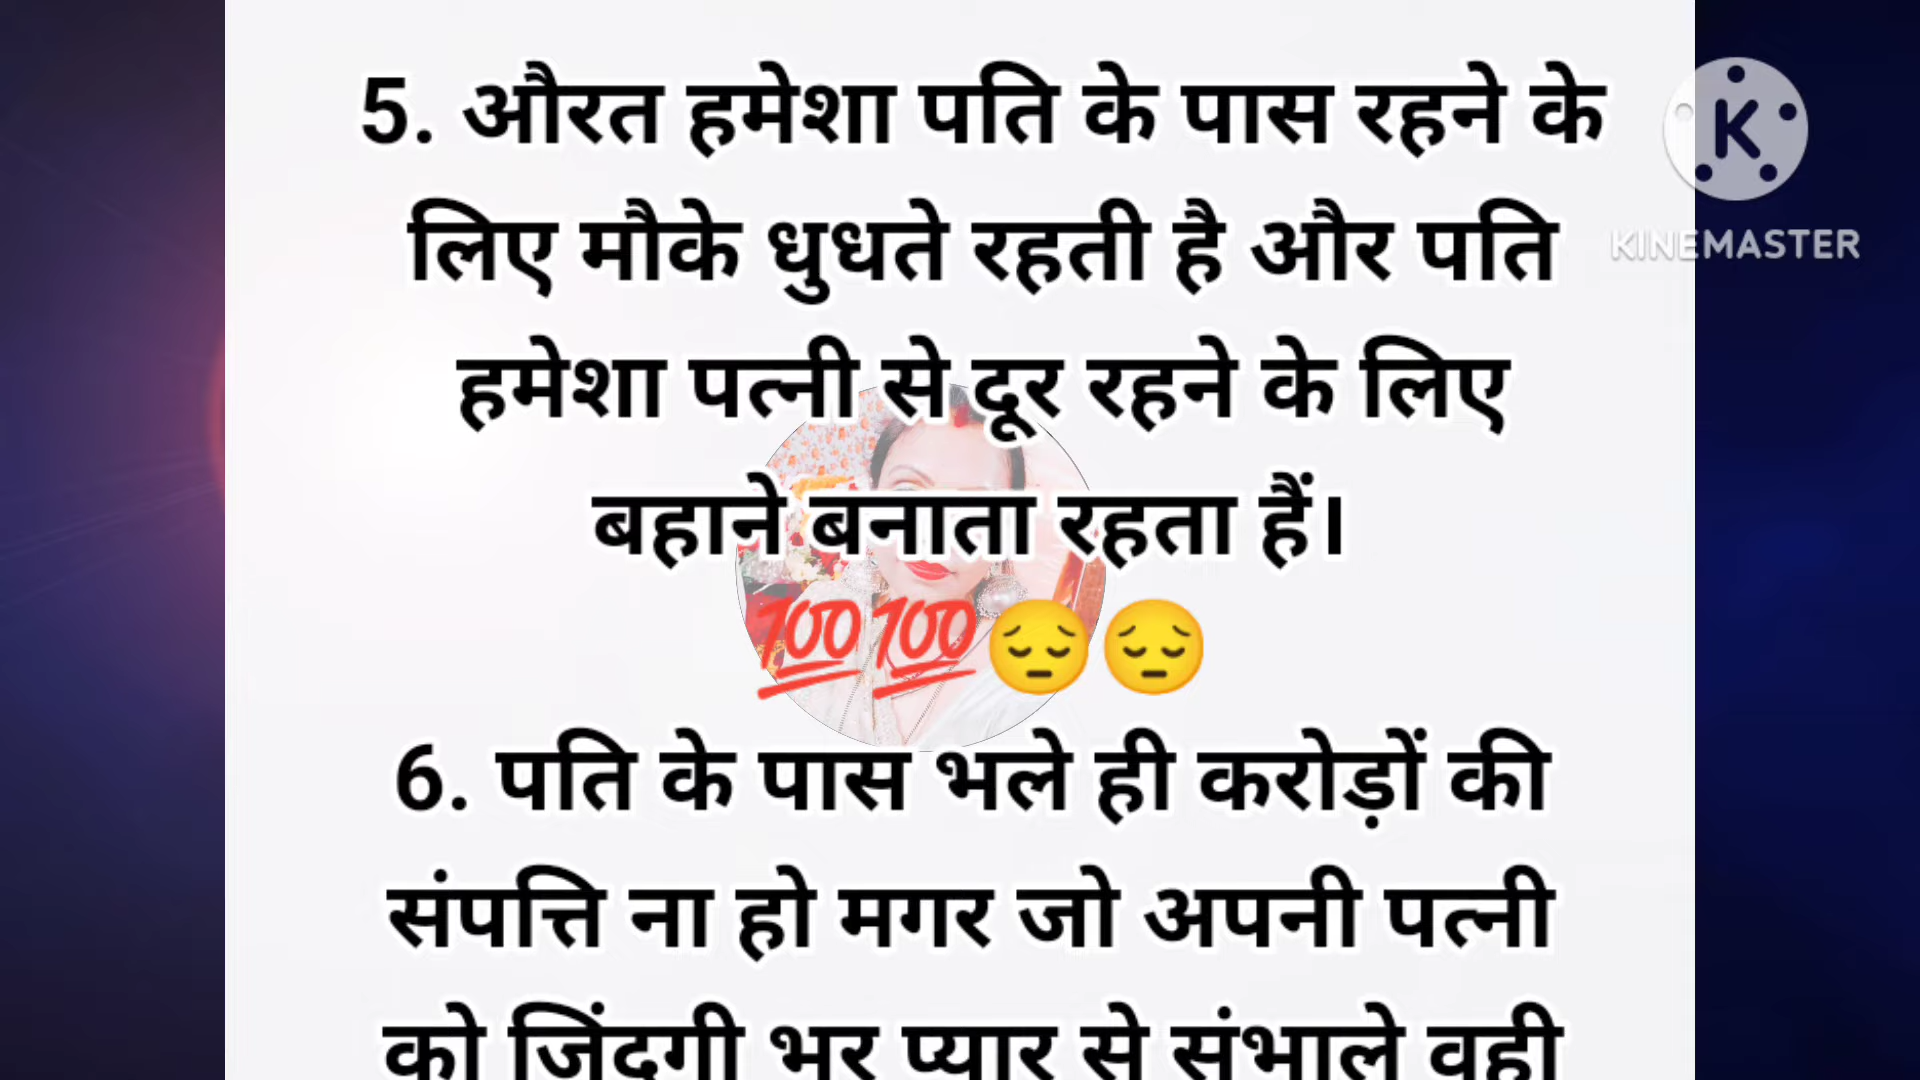 5. औरत हमेशा पति के पास रहने के
लिए मौके धुधते रहती है और पति
हमेशा पत्नी से दूर रहने के लिए
बहाने बनाता रहता हैं।
💯💯😔😔
6. पति के पास भले ही करोड़ों की
संपत्ति ना हो मगर जो अपनी पत्नी
को जिंदगी भर प्यार से संभाले वही
K
KINEMASTER